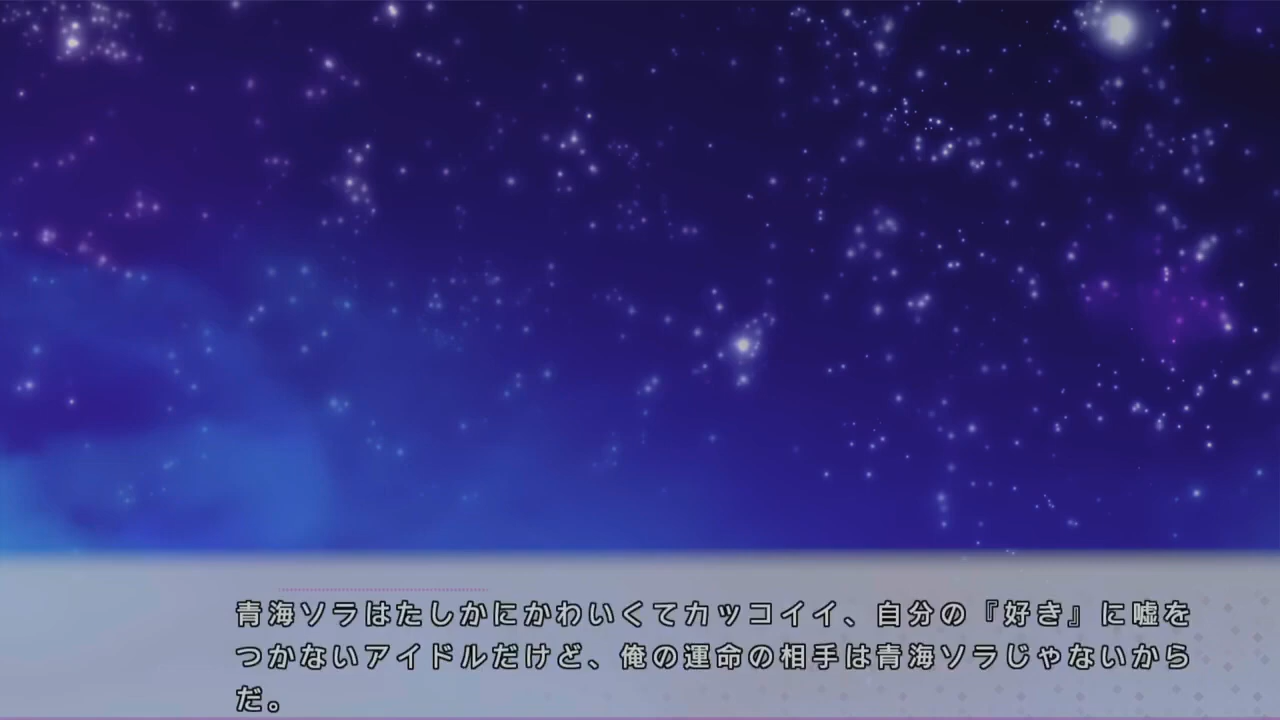 青海ソラはたしかにかわいくてカッコイイ、自分の『好き』に嘘を
つかないアイドルだけど、俺の運命の相手は青海ソラじゃないから
だ。